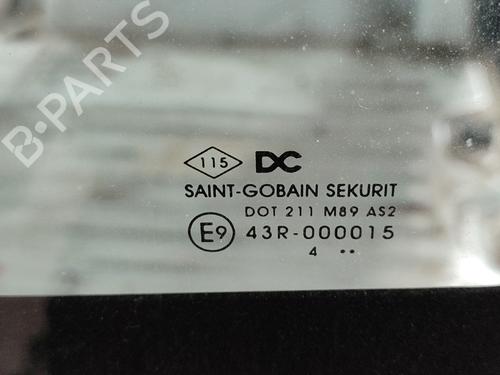 B-PARTS
115 DC
SAINT-GOBAIN SEKURIT
DOT 211 M89 AS2
E9 43R-000015
4 ••